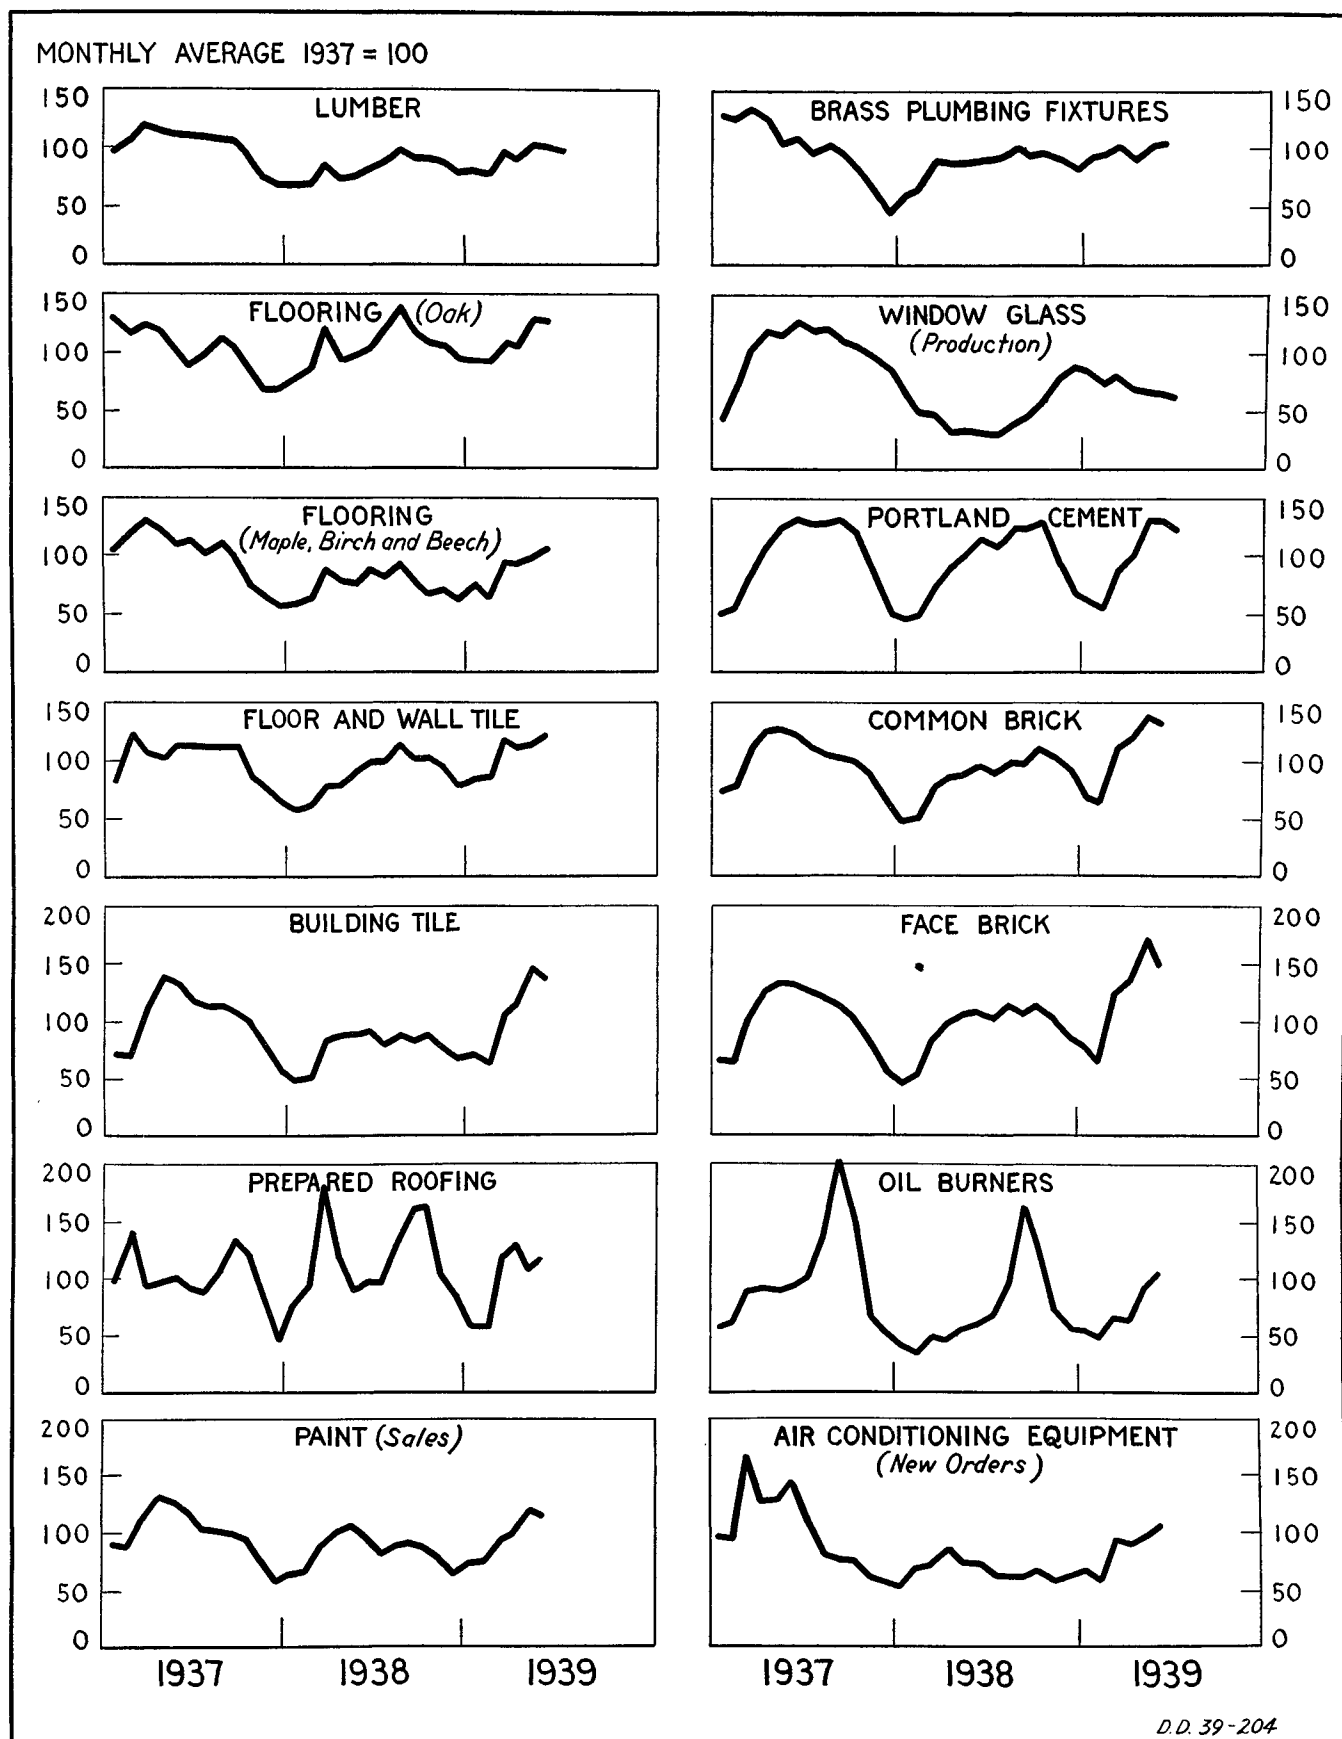 MONTHLY AVERAGE 1937 = 100
LUMBER
150
100
50
0
BRASS PLUMBING FIXTURES
150
100
50
0
FLOORING (Oak)
150
100
50
0
WINDOW GLASS
(Production)
150
100
50
0
FLOORING
(Maple, Birch and Beech)
150
100
50
0
PORTLAND CEMENT
150
100
50
0
FLOOR AND WALL TILE
150
100
50
0
COMMON BRICK
150
100
50
0
BUILDING TILE
200
150
100
50
0
FACE BRICK
200
150
100
50
0
PREPARED ROOFING
200
150
100
50
0
OIL BURNERS
200
150
100
50
0
PAINT (Sales)
200
150
100
50
0
AIR CONDITIONING EQUIPMENT
(New Orders)
200
150
100
50
0
1937 1938 1939
1937 1938 1939
D.D. 39-204